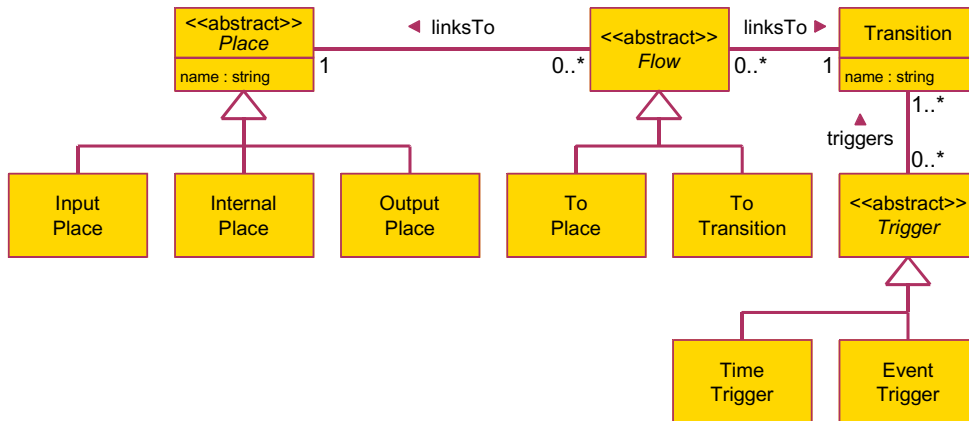 <<abstract>>
Place
name : string
◄ linksTo
1
0..*
<<abstract>>
Flow
linksTo ►
0..*
1
Transition
name : string
1..*
▲
triggers
0..*
Input
Place
Internal
Place
Output
Place
To
Place
To
Transition
<<abstract>>
Trigger
Time
Trigger
Event
Trigger